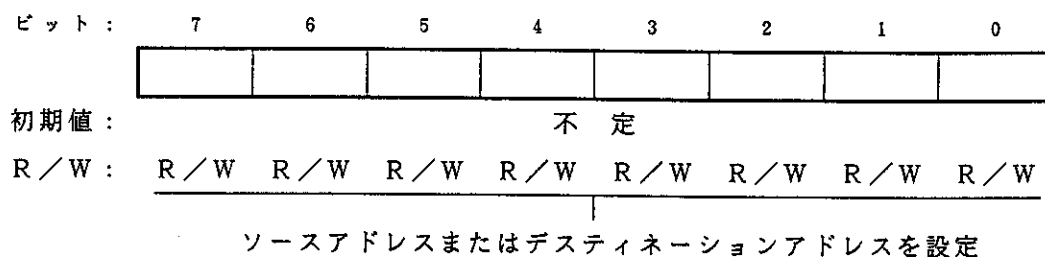 ビット: 7 6 5 4 3 2 1 0
初期値: 不 定
R/W: R/W R/W R/W R/W R/W R/W R/W R/W
ソースアドレスまたはデスティネーションアドレスを設定